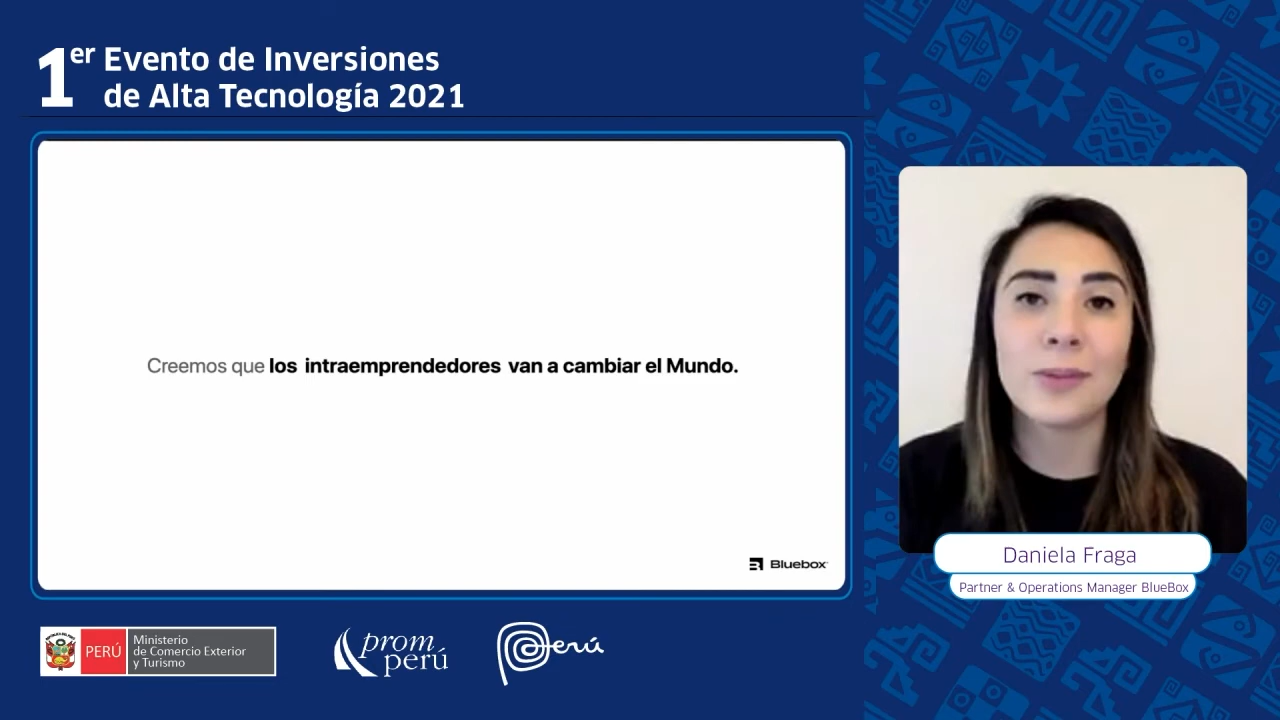 1er Evento de Inversiones
de Alta Tecnología 2021
Creemos que los intraemprendedores van a cambiar el Mundo.
Bluebox
Daniela Fraga
Partner & Operations Manager BlueBox
PERÚ
Ministerio
de Comercio Exterior
y Turismo
prom
perú
Perú